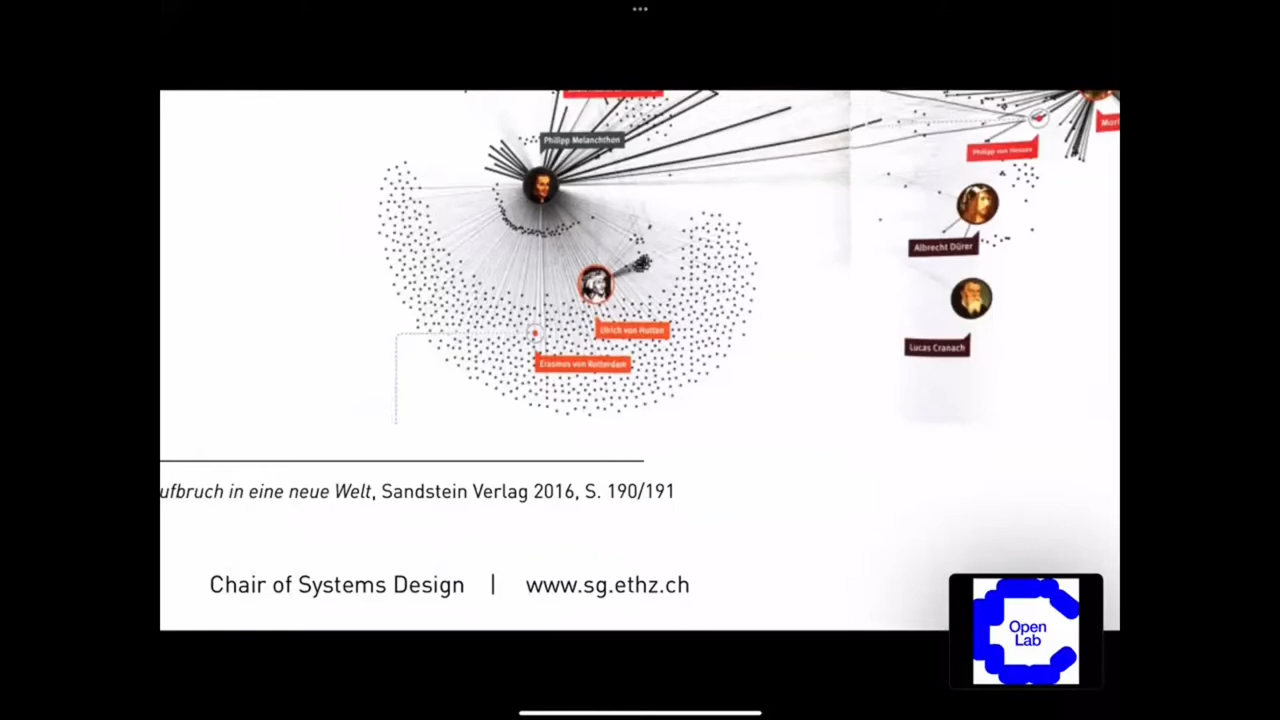 Philipp Melanchthon
Philipp von Hessen
Albrecht Dürer
Ulrich von Hutten
Lucas Cranach
Erasmus von Rotterdam
ufbruch in eine neue Welt, Sandstein Verlag 2016, S. 190/191
Chair of Systems Design | www.sg.ethz.ch
Open
Lab